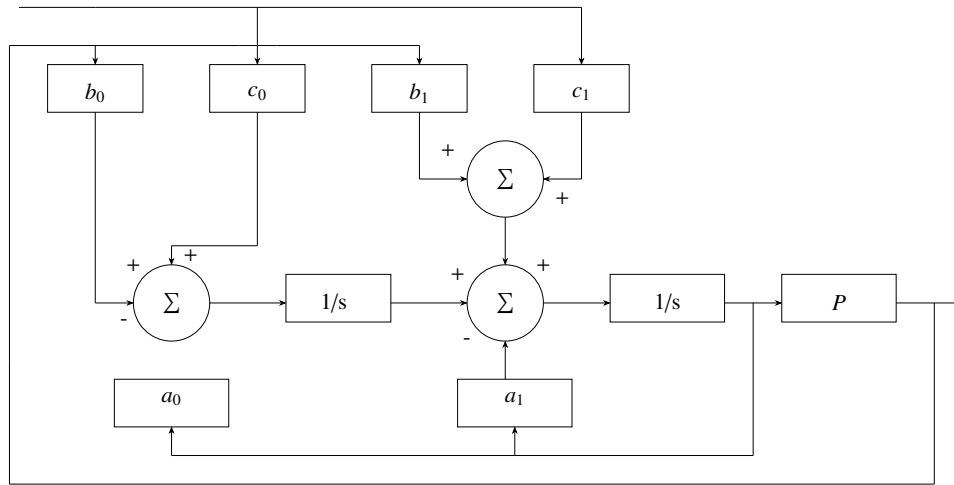 b₀ c₀ b₁ c₁
+ Σ +
+ + + +
Σ 1/s Σ 1/s P
- -
a₀ a₁